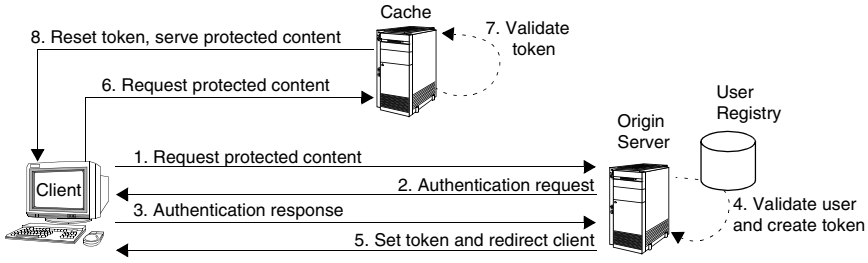 Cache
8. Reset token, serve protected content
7. Validate
token
6. Request protected content
User
Registry
Origin
Server
1. Request protected content
Client
2. Authentication request
3. Authentication response
4. Validate user
and create token
5. Set token and redirect client